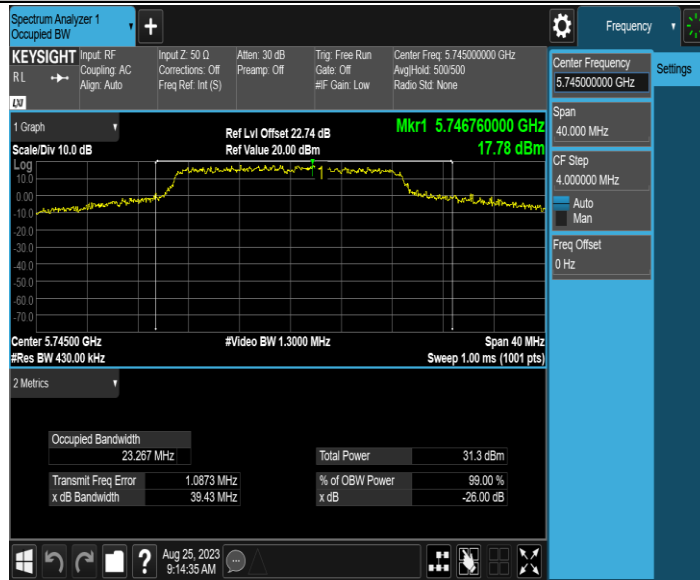 Spectrum Analyzer 1
Occupied BW
+
Frequency
KEYSIGHT
RL
LXI
Input: RF
Coupling: AC
Align: Auto
Input Z: 50 Ω
Corrections: Off
Freq Ref: Int (S)
Atten: 30 dB
Preamp: Off
Trig: Free Run
Gate: Off
#IF Gain: Low
Center Freq: 5.745000000 GHz
Avg|Hold: 500/500
Radio Std: None
Center Frequency
5.745000000 GHz
Settings
Span
40.000 MHz
CF Step
4.000000 MHz
Auto
Man
Freq Offset
0 Hz
1 Graph
Scale/Div 10.0 dB
Ref Lvl Offset 22.74 dB
Ref Value 20.00 dBm
Mkr1 5.746760000 GHz
17.78 dBm
Log
10.0
0.00
-10.0
-20.0
-30.0
-40.0
-50.0
-60.0
-70.0
1
Center 5.74500 GHz
#Res BW 430.00 kHz
#Video BW 1.3000 MHz
Span 40 MHz
Sweep 1.00 ms (1001 pts)
2 Metrics
Occupied Bandwidth
23.267 MHz
Total Power 31.3 dBm
Transmit Freq Error 1.0873 MHz
% of OBW Power 99.00 %
x dB Bandwidth 39.43 MHz
x dB -26.00 dB
?
Aug 25, 2023
9:14:35 AM